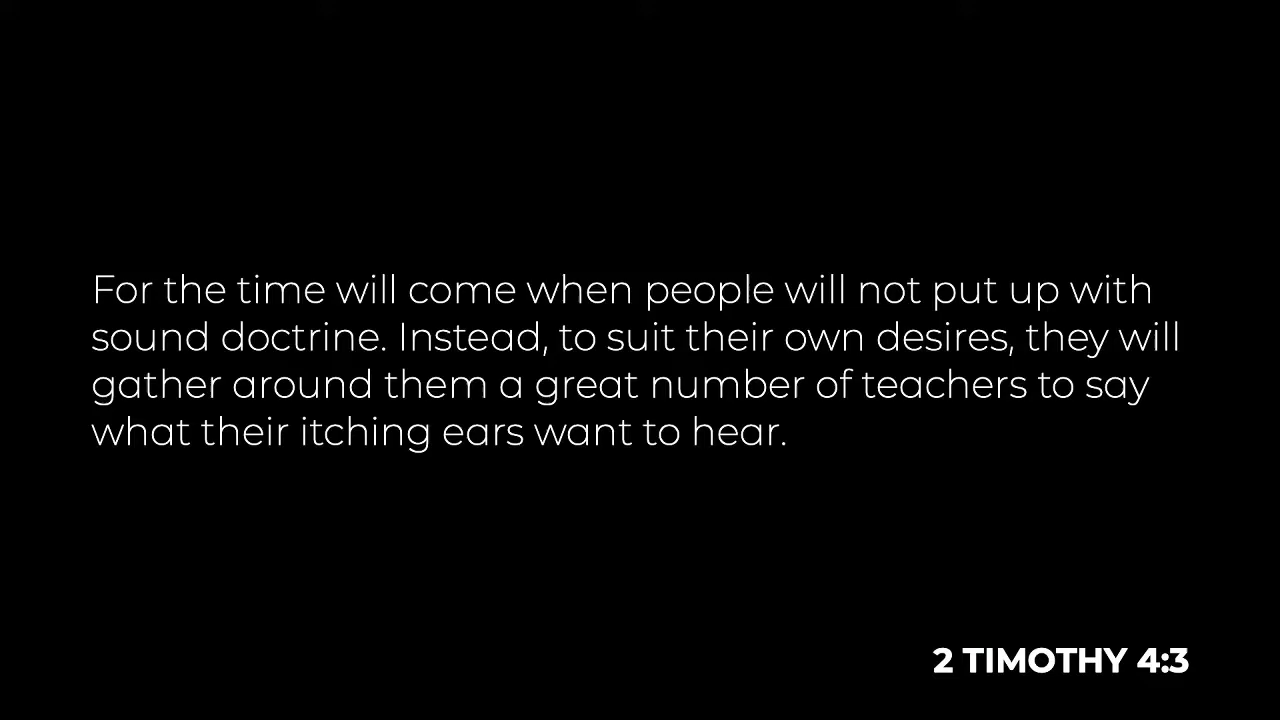 For the time will come when people will not put up with
sound doctrine. Instead, to suit their own desires, they will
gather around them a great number of teachers to say
what their itching ears want to hear.
2 TIMOTHY 4:3